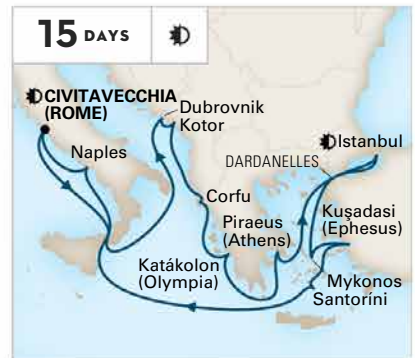 15 DAYS
CIVITAVECCHIA
(ROME)
Dubrovnik
Kotor
Istanbul
Naples
DARDANELLES
Corfu
Kuşadasi
(Ephesus)
Piraeus
(Athens)
Katákolon
(Olympia)
Mykonos
Santoríni